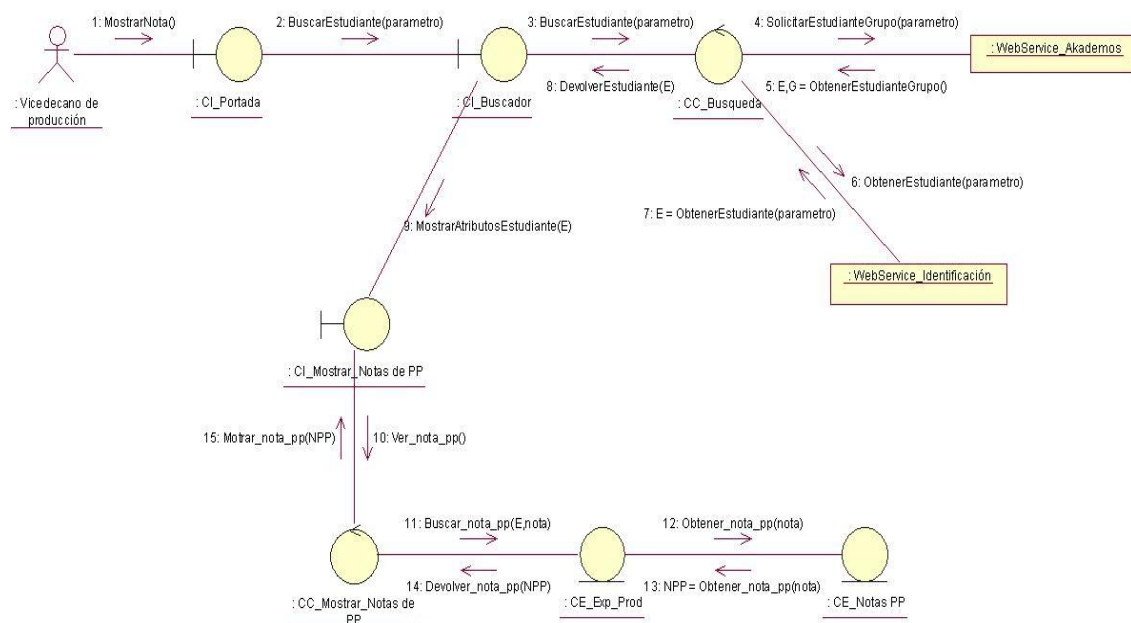 1: MostrarNota()
2: BuscarEstudiante(parametro)
3: BuscarEstudiante(parametro)
4: SolicitarEstudianteGrupo(parametro)
: WebService_Akademos
8: DevolverEstudiante(E)
5: E,G = ObtenerEstudianteGrupo()
: Vicedecano de
producción
: CI_Portada
: CI_Buscador
: CC_Busqueda
6: ObtenerEstudiante(parametro)
7: E = ObtenerEstudiante(parametro)
9: MostrarAtributosEstudiante(E)
: WebService_Identificación
: CI_Mostrar_Notas de PP
15: Motrar_nota_pp(NPP)
10: Ver_nota_pp()
11: Buscar_nota_pp(E,nota)
12: Obtener_nota_pp(nota)
14: Devolver_nota_pp(NPP)
13: NPP = Obtener_nota_pp(nota)
: CC_Mostrar_Notas de
PP
: CE_Exp_Prod
: CE_Notas PP